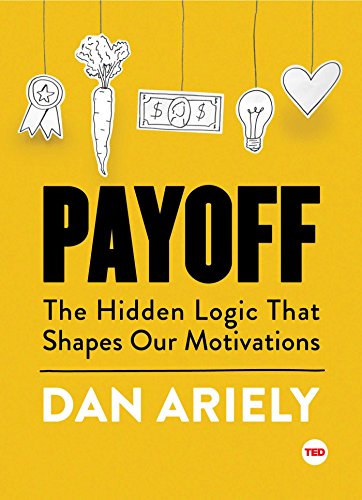 PAYOFF
The Hidden Logic That
Shapes Our Motivations
DAN ARIELY
TED